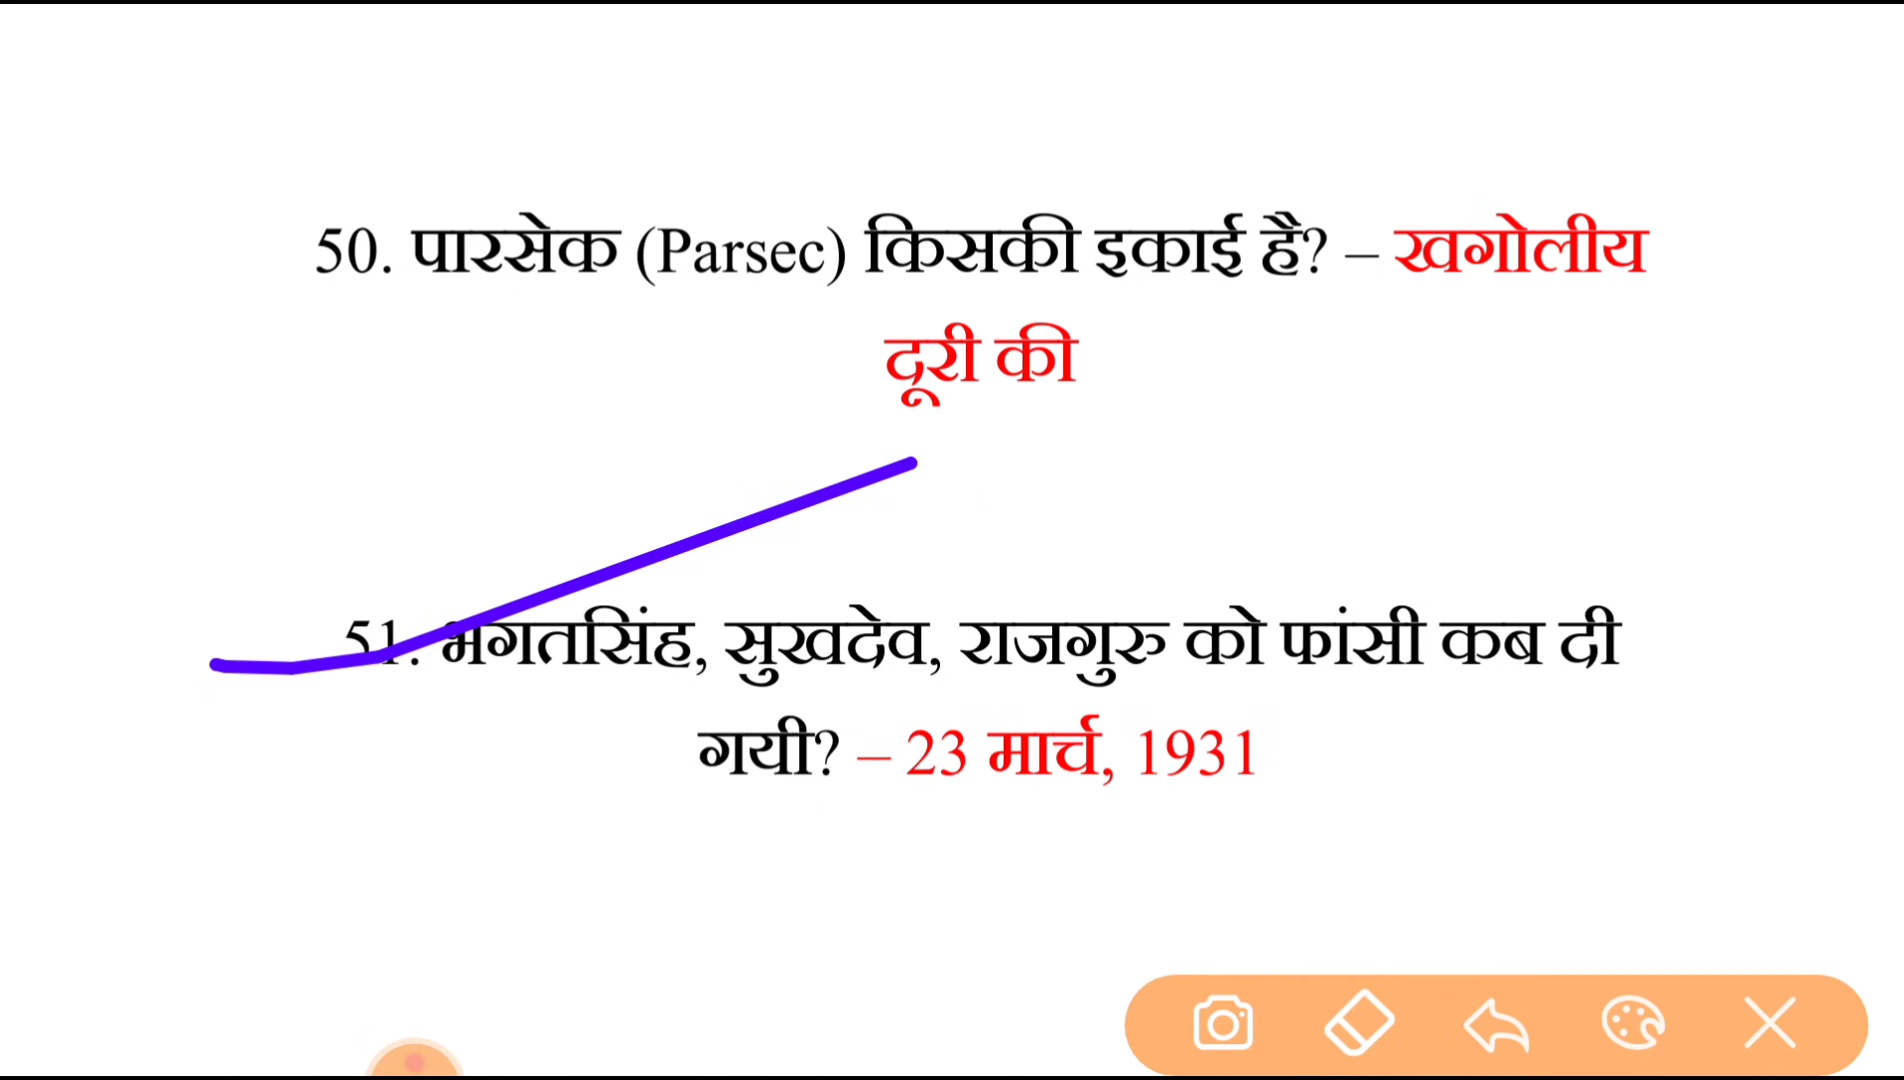 50. पारसेक (Parsec) किसकी इकाई है? – खगोलीय
दूरी की
51. भगतसिंह, सुखदेव, राजगुरु को फांसी कब दी
गयी? – 23 मार्च, 1931